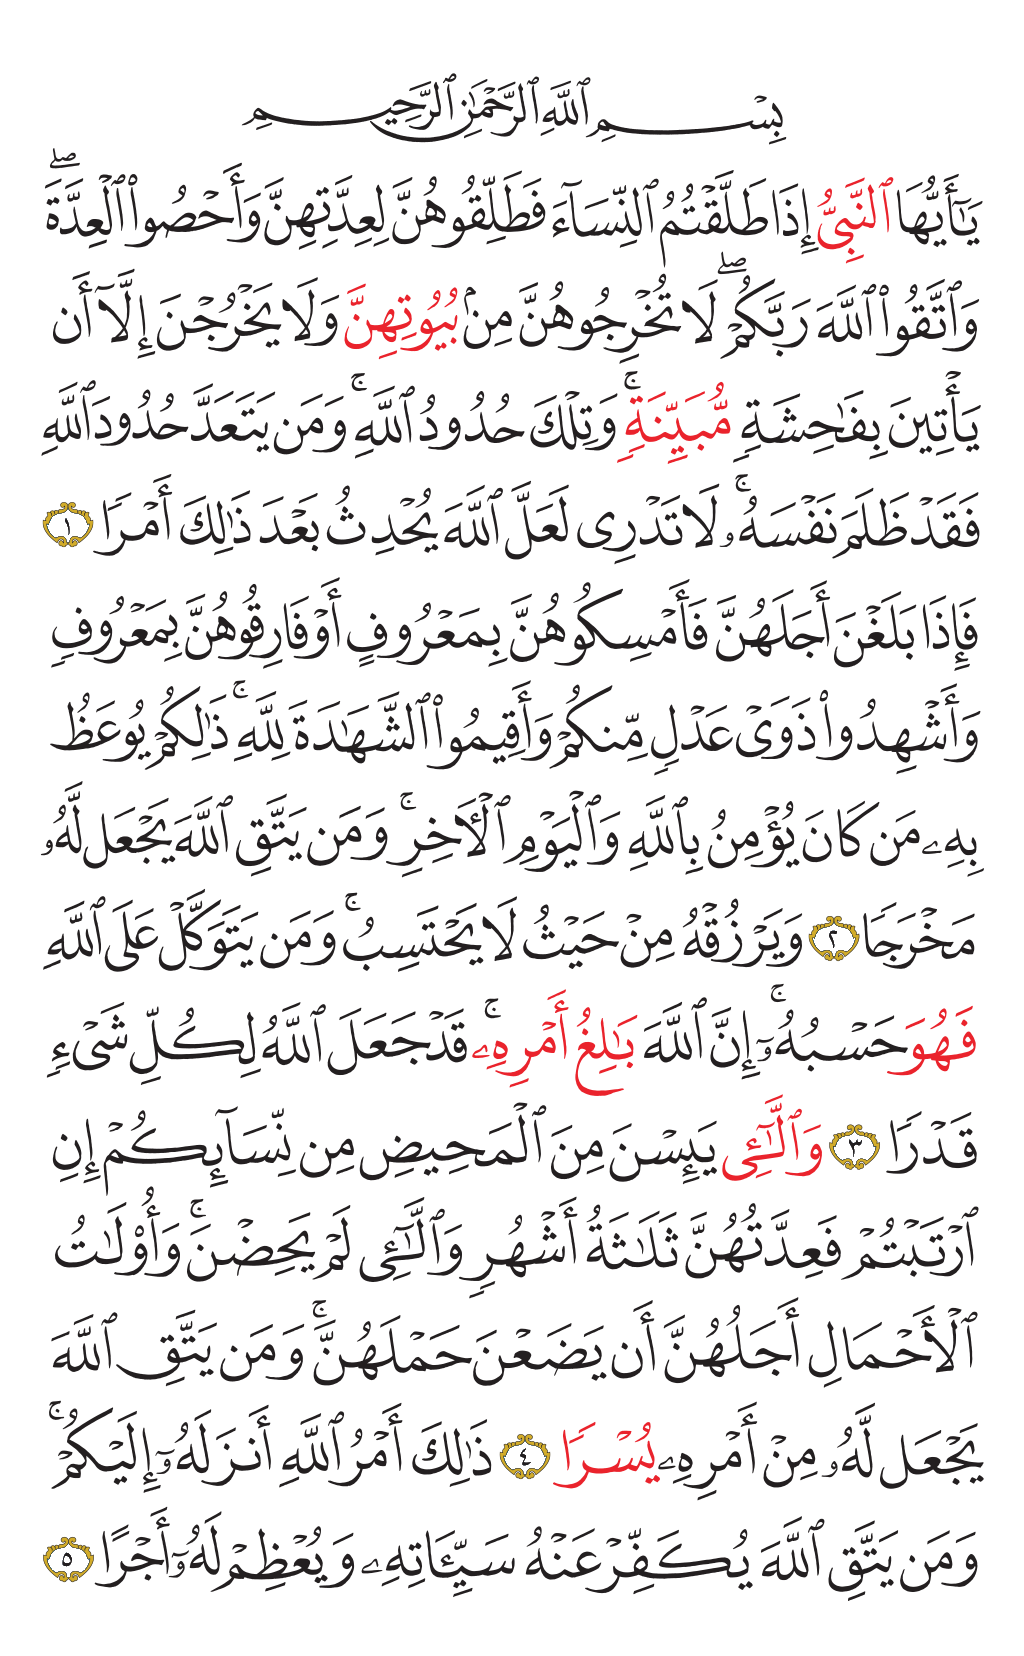 بِسْمِ ٱللَّهِ ٱلرَّحْمَٰنِ ٱلرَّحِيمِ
يَٰٓأَيُّهَا ٱلنَّبِيُّ إِذَا طَلَّقْتُمُ ٱلنِّسَآءَ فَطَلِّقُوهُنَّ لِعِدَّتِهِنَّ وَأَحْصُوا۟ ٱلْعِدَّةَ ۖ
وَٱتَّقُوا۟ ٱللَّهَ رَبَّكُمْ ۖ لَا تُخْرِجُوهُنَّ مِنۢ بُيُوتِهِنَّ وَلَا يَخْرُجْنَ إِلَّآ أَن
يَأْتِينَ بِفَٰحِشَةٍ مُّبَيِّنَةٍ ۚ وَتِلْكَ حُدُودُ ٱللَّهِ ۚ وَمَن يَتَعَدَّ حُدُودَ ٱللَّهِ
فَقَدْ ظَلَمَ نَفْسَهُۥ ۚ لَا تَدْرِى لَعَلَّ ٱللَّهَ يُحْدِثُ بَعْدَ ذَٰلِكَ أَمْرًا ١
فَإِذَا بَلَغْنَ أَجَلَهُنَّ فَأَمْسِكُوهُنَّ بِمَعْرُوفٍ أَوْ فَارِقُوهُنَّ بِمَعْرُوفٍ
وَأَشْهِدُوا۟ ذَوَىْ عَدْلٍ مِّنكُمْ وَأَقِيمُوا۟ ٱلشَّهَٰدَةَ لِلَّهِ ۚ ذَٰلِكُمْ يُوعَظُ
بِهِۦ مَن كَانَ يُؤْمِنُ بِٱللَّهِ وَٱلْيَوْمِ ٱلْـَٔاخِرِ ۚ وَمَن يَتَّقِ ٱللَّهَ يَجْعَل لَّهُۥ
مَخْرَجًا ٢ وَيَرْزُقْهُ مِنْ حَيْثُ لَا يَحْتَسِبُ ۚ وَمَن يَتَوَكَّلْ عَلَى ٱللَّهِ
فَهُوَ حَسْبُهُۥٓ ۚ إِنَّ ٱللَّهَ بَٰلِغُ أَمْرِهِۦ ۚ قَدْ جَعَلَ ٱللَّهُ لِكُلِّ شَىْءٍ
قَدْرًا ٣ وَٱلَّٰٓـِٔى يَئِسْنَ مِنَ ٱلْمَحِيضِ مِن نِّسَآئِكُمْ إِنِ
ٱرْتَبْتُمْ فَعِدَّتُهُنَّ ثَلَٰثَةُ أَشْهُرٍ وَٱلَّٰٓـِٔى لَمْ يَحِضْنَ ۚ وَأُو۟لَٰتُ
ٱلْأَحْمَالِ أَجَلُهُنَّ أَن يَضَعْنَ حَمْلَهُنَّ ۚ وَمَن يَتَّقِ ٱللَّهَ
يَجْعَل لَّهُۥ مِنْ أَمْرِهِۦ يُسْرًا ٤ ذَٰلِكَ أَمْرُ ٱللَّهِ أَنزَلَهُۥٓ إِلَيْكُمْ ۚ
وَمَن يَتَّقِ ٱللَّهَ يُكَفِّرْ عَنْهُ سَيِّـَٔاتِهِۦ وَيُعْظِمْ لَهُۥٓ أَجْرًا ٥